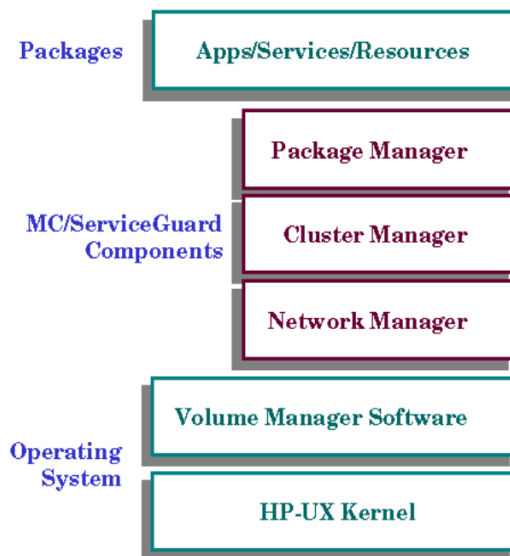 Packages
Apps/Services/Resources
Package Manager
MC/ServiceGuard
Components
Cluster Manager
Network Manager
Volume Manager Software
Operating
System
HP-UX Kernel